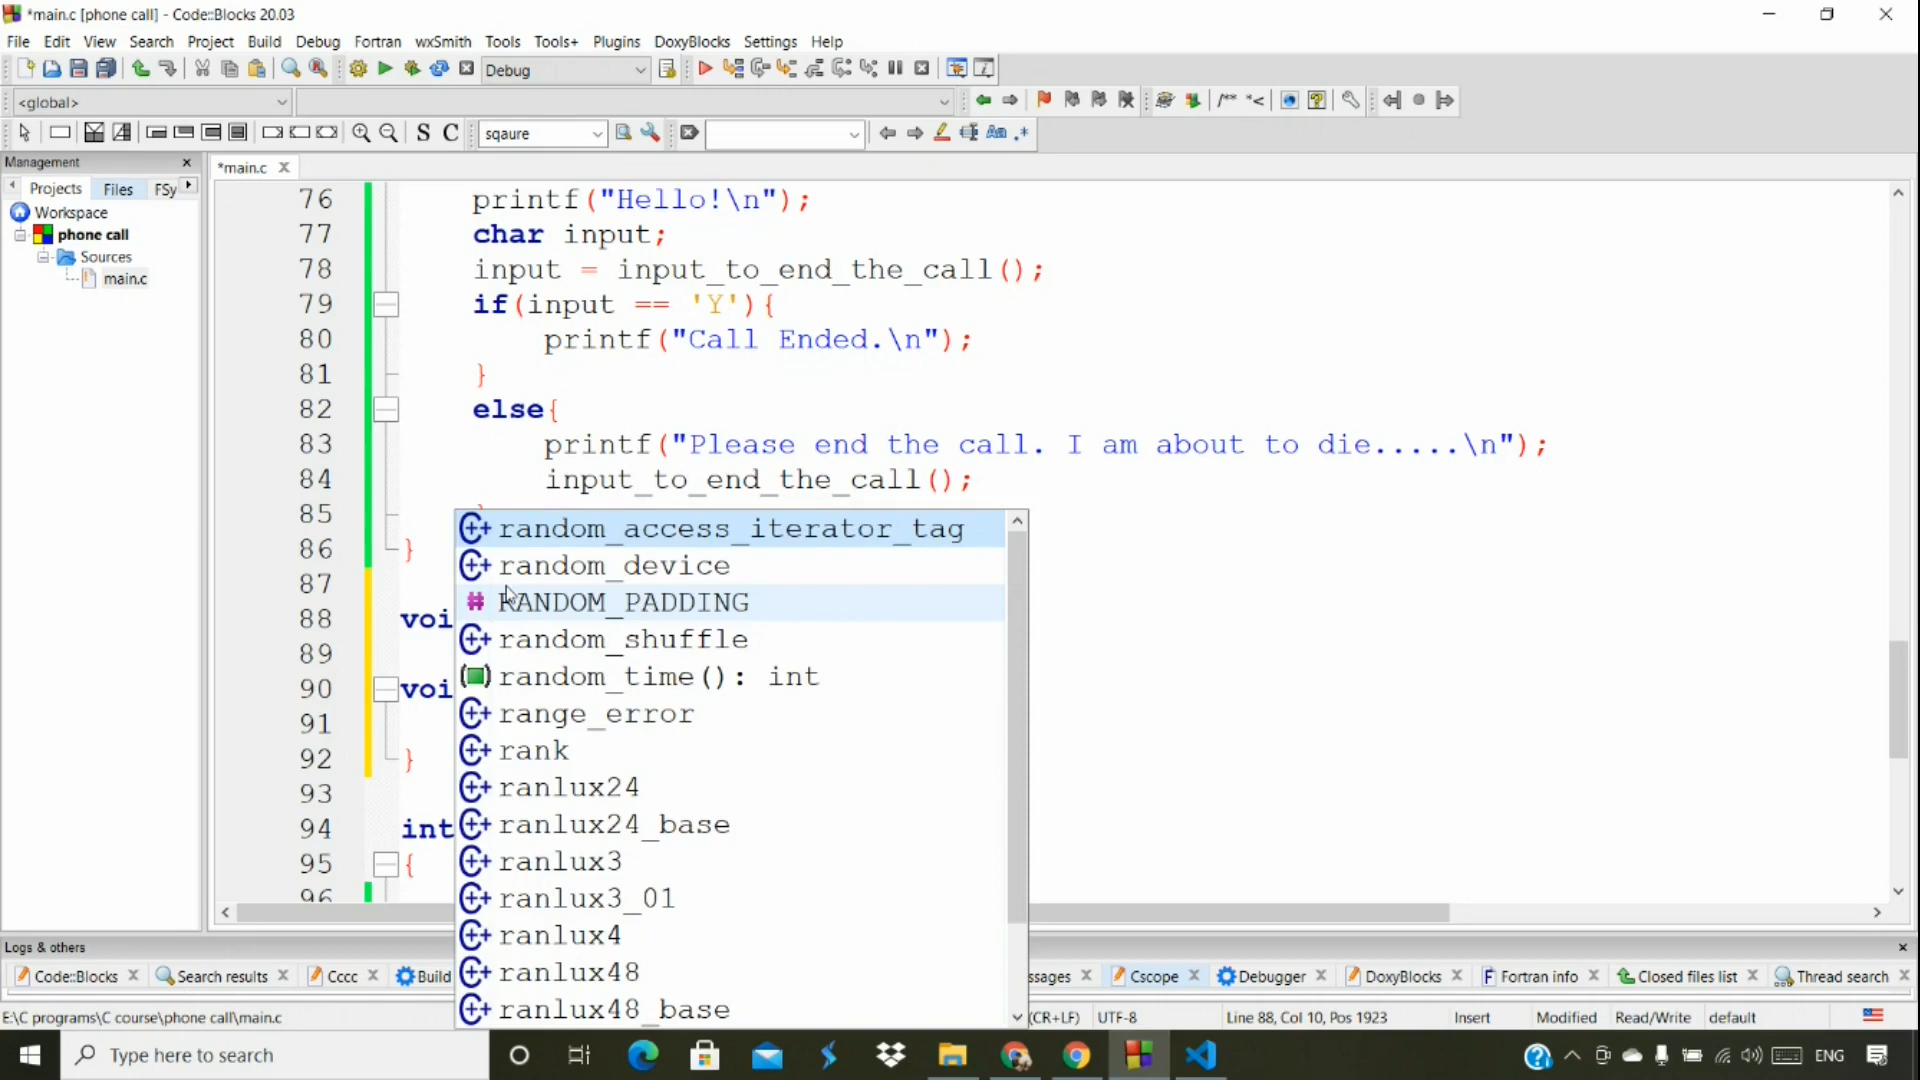 *main.c [phone call] - Code::Blocks 20.03
File Edit View Search Project Build Debug Fortran wxSmith Tools Tools+ Plugins DoxyBlocks Settings Help
Debug
<global>
/** *<
S C sqaure
Aa .*
Management
*main.c
Projects Files FSy
Workspace
phone call
Sources
main.c
76 printf("Hello!\n");
77 char input;
78 input = input_to_end_the_call();
79 if(input == 'Y'){
80 printf("Call Ended.\n");
81 }
82 else{
83 printf("Please end the call. I am about to die.....\n");
84 input_to_end_the_call();
85
86 }
87
88 voi
89
90 voi
91
92 }
93
94 int
95 {
96
random_access_iterator_tag
random_device
RANDOM_PADDING
random_shuffle
random_time(): int
range_error
rank
ranlux24
ranlux24_base
ranlux3
ranlux3_01
ranlux4
ranlux48
ranlux48_base
Logs & others
Code::Blocks Search results Cccc Build ssages Cscope Debugger DoxyBlocks Fortran info Closed files list Thread search
E:\C programs\C course\phone call\main.c (CR+LF) UTF-8 Line 88, Col 10, Pos 1923 Insert Modified Read/Write default
Type here to search ENG